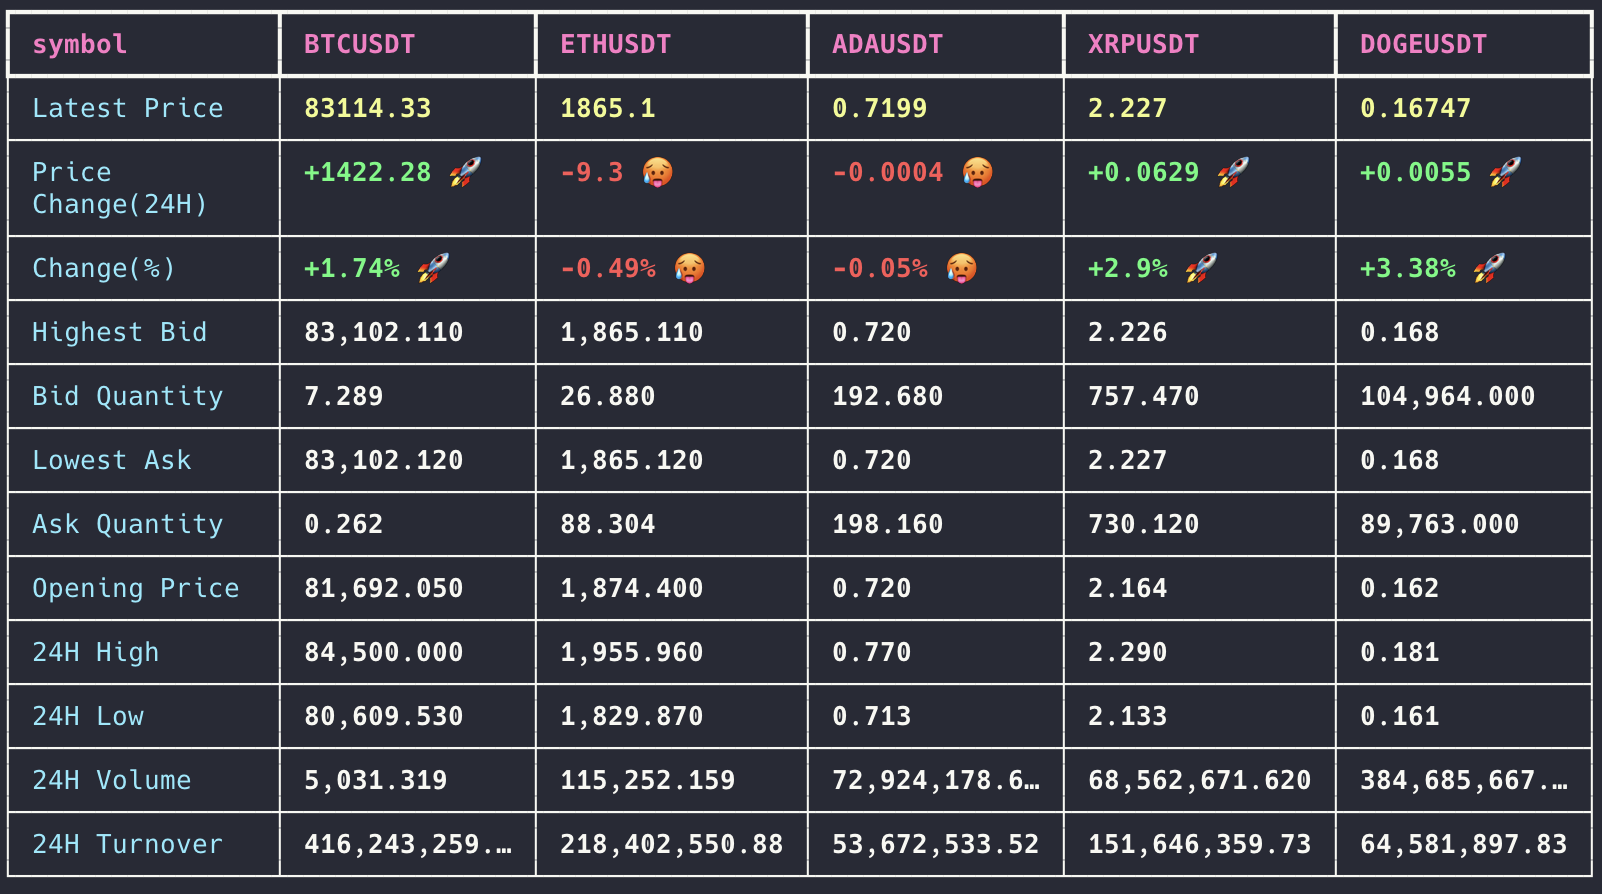 symbol BTCUSDT ETHUSDT ADAUSDT XRPUSDT DOGEUSDT
Latest Price 83114.33 1865.1 0.7199 2.227 0.16747
Price +1422.28 🚀 -9.3 🥵 -0.0004 🥵 +0.0629 🚀 +0.0055 🚀
Change(24H)
Change(%) +1.74% 🚀 -0.49% 🥵 -0.05% 🥵 +2.9% 🚀 +3.38% 🚀
Highest Bid 83,102.110 1,865.110 0.720 2.226 0.168
Bid Quantity 7.289 26.880 192.680 757.470 104,964.000
Lowest Ask 83,102.120 1,865.120 0.720 2.227 0.168
Ask Quantity 0.262 88.304 198.160 730.120 89,763.000
Opening Price 81,692.050 1,874.400 0.720 2.164 0.162
24H High 84,500.000 1,955.960 0.770 2.290 0.181
24H Low 80,609.530 1,829.870 0.713 2.133 0.161
24H Volume 5,031.319 115,252.159 72,924,178.6… 68,562,671.620 384,685,667.…
24H Turnover 416,243,259.… 218,402,550.88 53,672,533.52 151,646,359.73 64,581,897.83